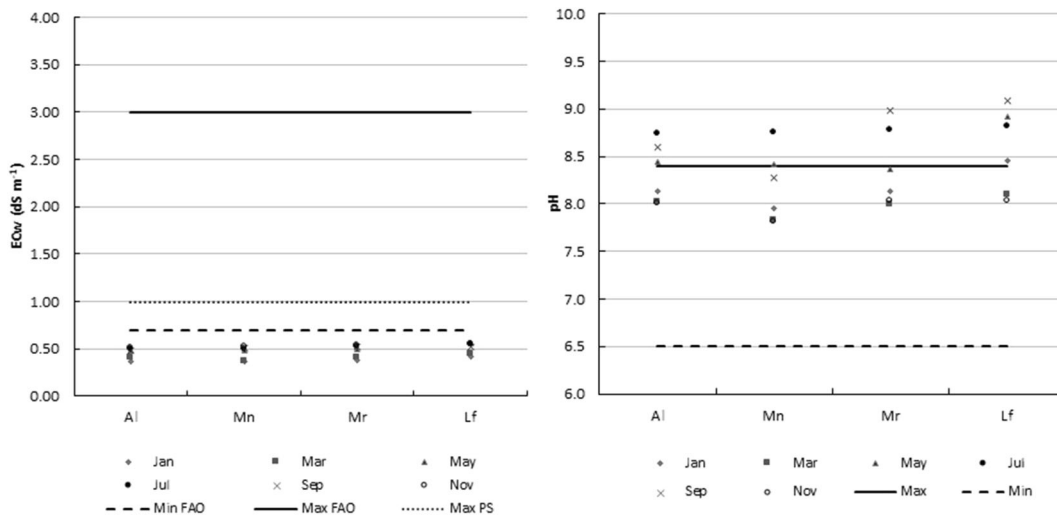 4.00
3.50
3.00
2.50
2.00
1.50
1.00
0.50
0.00
ECw (dS m⁻¹)
Al Mn Mr Lf
Jan Mar May
Jul Sep Nov
Min FAO Max FAO Max PS
10.0
9.5
9.0
8.5
8.0
7.5
7.0
6.5
6.0
pH
Al Mn Mr Lf
Jan Mar May Jul
Sep Nov Max Min